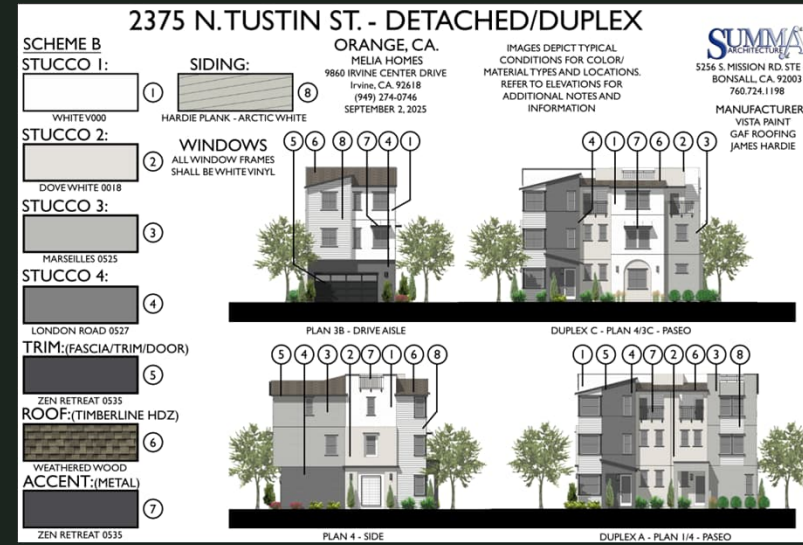 2375 N. TUSTIN ST. - DETACHED/DUPLEX
SCHEME B
STUCCO 1:
1
WHITE V000
SIDING:
8
HARDIE PLANK - ARCTIC WHITE
STUCCO 2:
2
DOVE WHITE 0018
WINDOWS
ALL WINDOW FRAMES
SHALL BE WHITE VINYL
STUCCO 3:
3
MARSEILLES 0525
STUCCO 4:
4
LONDON ROAD 0527
TRIM:(FASCIA/TRIM/DOOR)
5
ZEN RETREAT 0535
ROOF:(TIMBERLINE HDZ)
6
WEATHERED WOOD
ACCENT:(METAL)
7
ZEN RETREAT 0535
ORANGE, CA.
MELIA HOMES
9860 IRVINE CENTER DRIVE
Irvine, CA. 92618
(949) 274-0746
SEPTEMBER 2, 2025
IMAGES DEPICT TYPICAL
CONDITIONS FOR COLOR/
MATERIAL TYPES AND LOCATIONS.
REFER TO ELEVATIONS FOR
ADDITIONAL NOTES AND
INFORMATION
SUMMA
ARCHITECTURE
5256 S. MISSION RD. STE
BONSALL, CA. 92003
760.724.1198
MANUFACTURER
VISTA PAINT
GAF ROOFING
JAMES HARDIE
5 6 8 7 4 1
PLAN 3B - DRIVE AISLE
4 1 7 6 2 3
DUPLEX C - PLAN 4/3C - PASEO
5 4 3 2 7 1 6 8
PLAN 4 - SIDE
1 5 4 7 2 6 3 8
DUPLEX A - PLAN 1/4 - PASEO